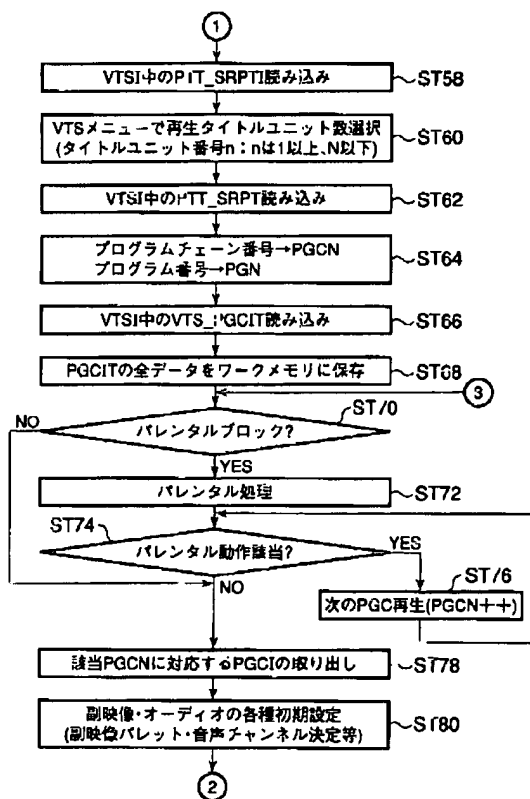 1
VTSI中のPTT_SRPTI読み込み
ST58
VTSメニューで再生タイトルユニット数選択
(タイトルユニット番号n:nは1以上、N以下)
ST60
VTSI中のPTT_SRPT読み込み
ST62
プログラムチェーン番号→PGCN
プログラム番号→PGN
ST64
VTSI中のVTS_PGCIT読み込み
ST66
PGCITの全データをワークメモリに保存
ST68
3
ST70
NO
パレンタルブロック?
YES
パレンタル処理
ST72
ST74
パレンタル動作該当?
YES
NO
ST76
次のPGC再生(PGCN++)
該当PGCNに対応するPGCIの取り出し
ST78
副映像・オーディオの各種初期設定
(副映像パレット・音声チャンネル決定等)
ST80
2